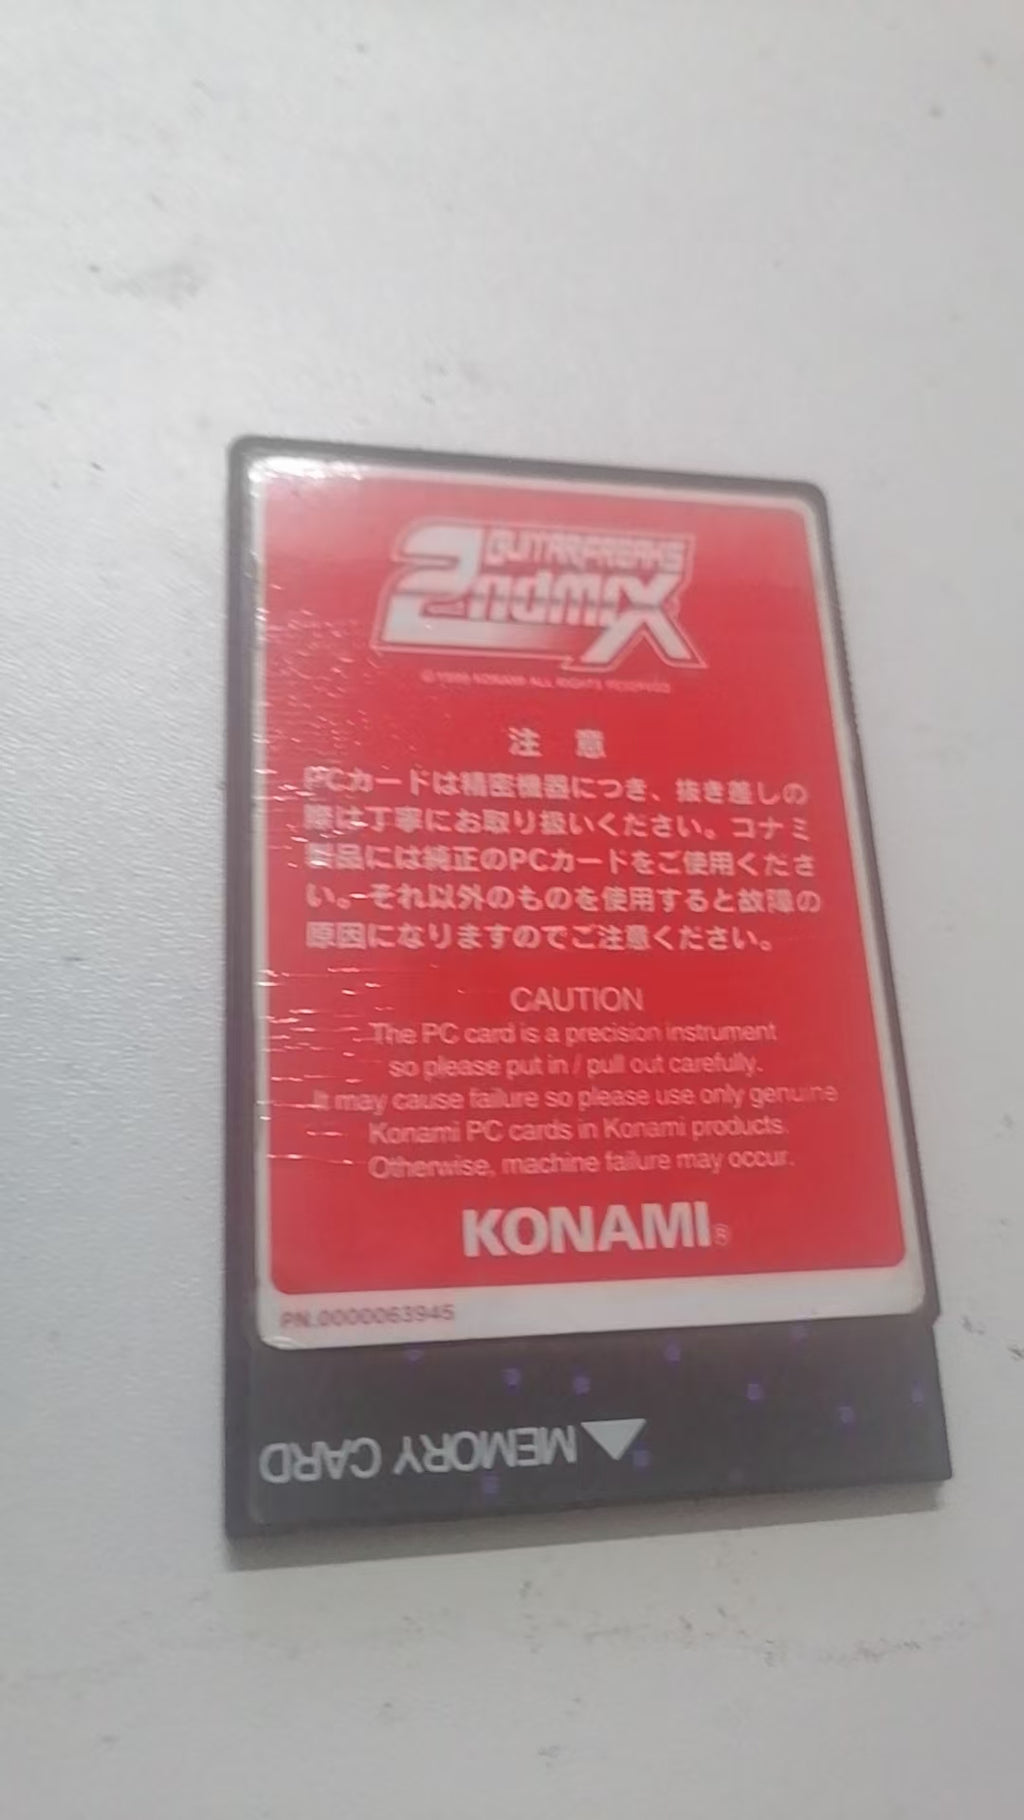 GUITARFREAKS
2ndMIX
KONAMI ALL RIGHTS RESERVED
注 意
PCカードは精密機器につき、抜き差しの
際は丁寧にお取り扱いください。コナミ
製品には純正のPCカードをご使用くださ
い。それ以外のものを使用すると故障の
原因になりますのでご注意ください。
CAUTION
The PC card is a precision instrument
so please put in / pull out carefully.
It may cause failure so please use only genuine
Konami PC cards in Konami products.
Otherwise, machine failure may occur.
KONAMI®
PN.0000063945
MEMORY CARD